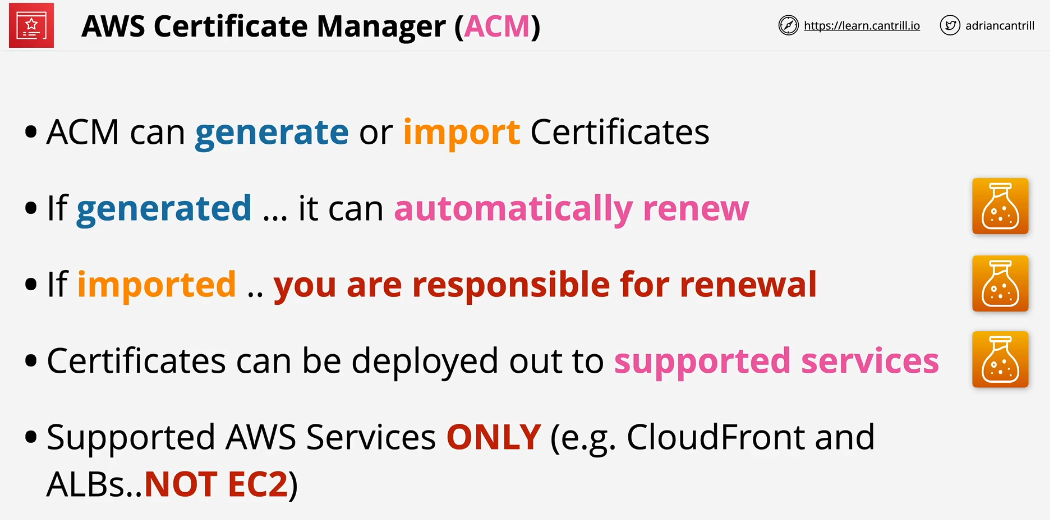 AWS Certificate Manager (ACM)
https://learn.cantrill.io
adriancantrill
• ACM can generate or import Certificates
• If generated ... it can automatically renew
• If imported .. you are responsible for renewal
• Certificates can be deployed out to supported services
• Supported AWS Services ONLY (e.g. CloudFront and
ALBs..NOT EC2)